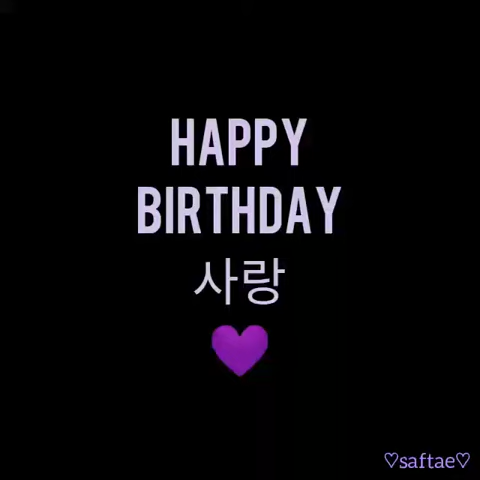 HAPPY
BIRTHDAY
사랑
💜
♡saftae♡